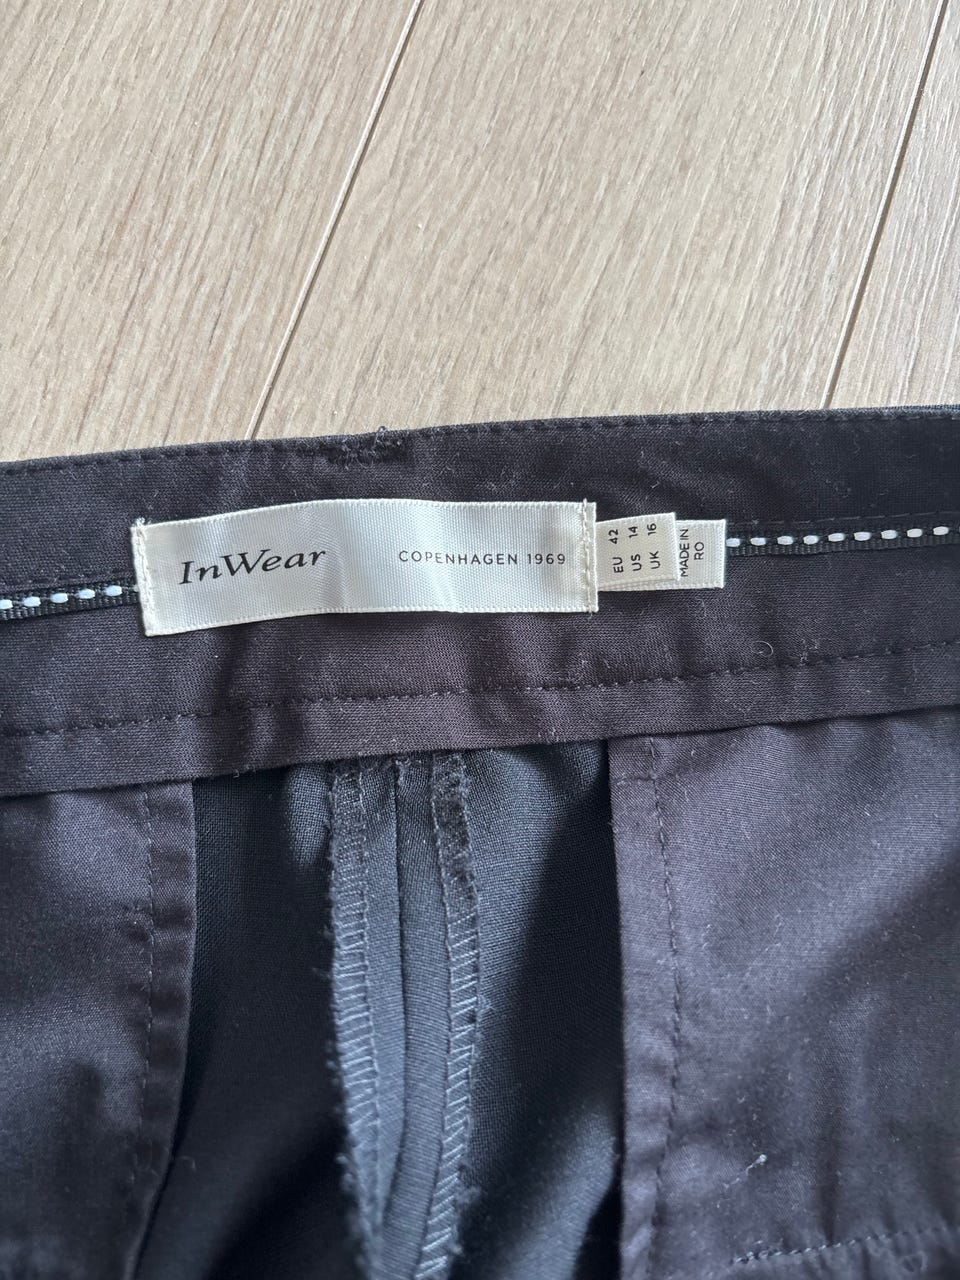 InWear
COPENHAGEN 1969
EU 42
US 14
UK 16
MADE IN
RO